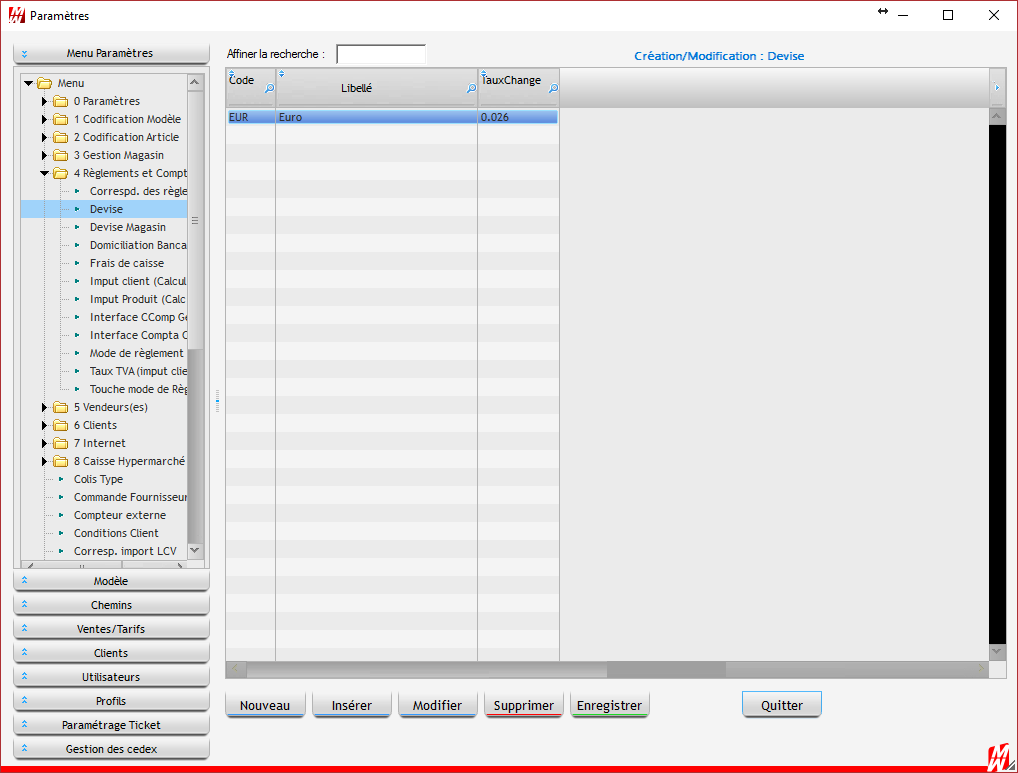 Paramètres
Menu Paramètres
Affiner la recherche :
Création/Modification : Devise
Code
Libellé
TauxChange
EUR Euro 0.026
Menu
0 Paramètres
1 Codification Modèle
2 Codification Article
3 Gestion Magasin
4 Règlements et Compt
Correspd. des règle
Devise
Devise Magasin
Domiciliation Banca
Frais de caisse
Imput client (Calcul
Imput Produit (Calc
Interface CComp Ge
Interface Compta C
Mode de règlement
Taux TVA (imput clie
Touche mode de Règ
5 Vendeurs(es)
6 Clients
7 Internet
8 Caisse Hypermarché
Colis Type
Commande Fournisseur
Compteur externe
Conditions Client
Corresp. import LCV
Modèle
Chemins
Ventes/Tarifs
Clients
Utilisateurs
Profils
Paramétrage Ticket
Gestion des cedex
Nouveau Insérer Modifier Supprimer Enregistrer Quitter